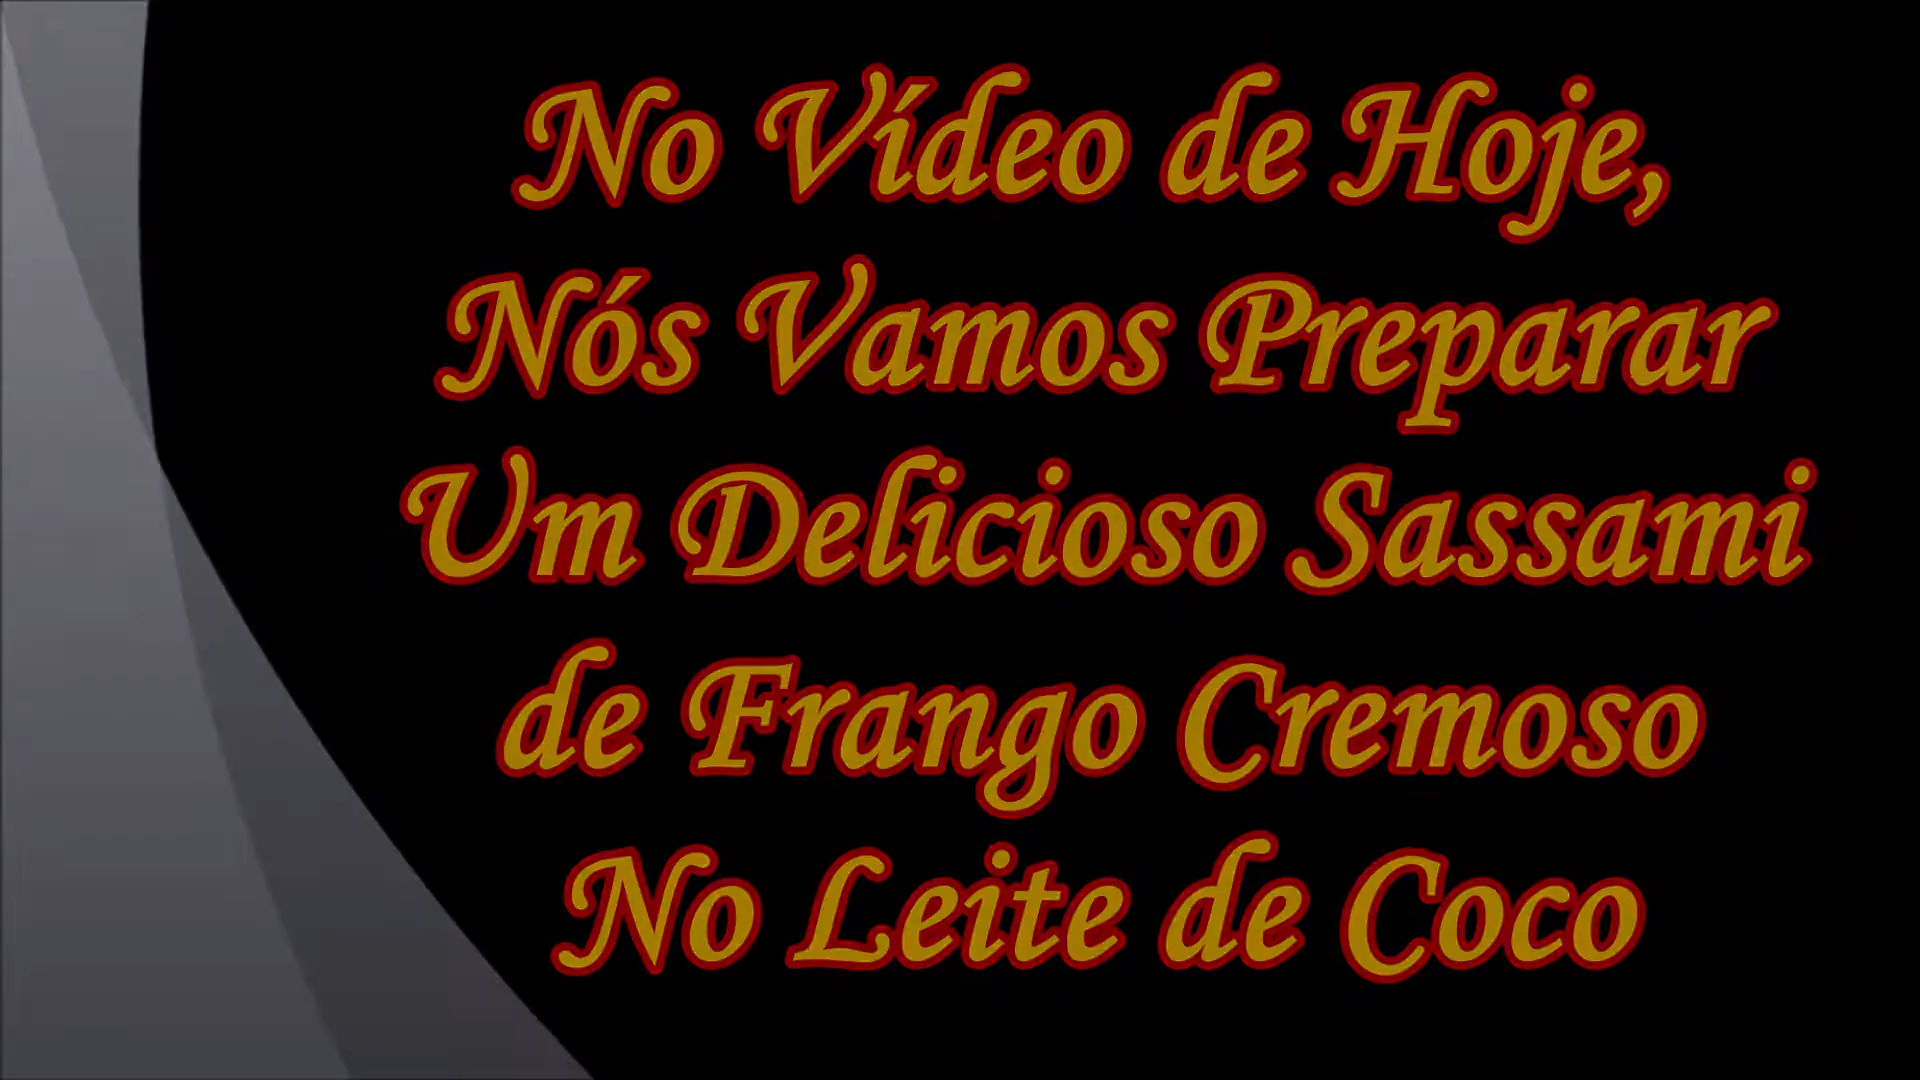 No Vídeo de Hoje,
Nós Vamos Preparar
Um Delicioso Sassami
de Frango Cremoso
No Leite de Coco